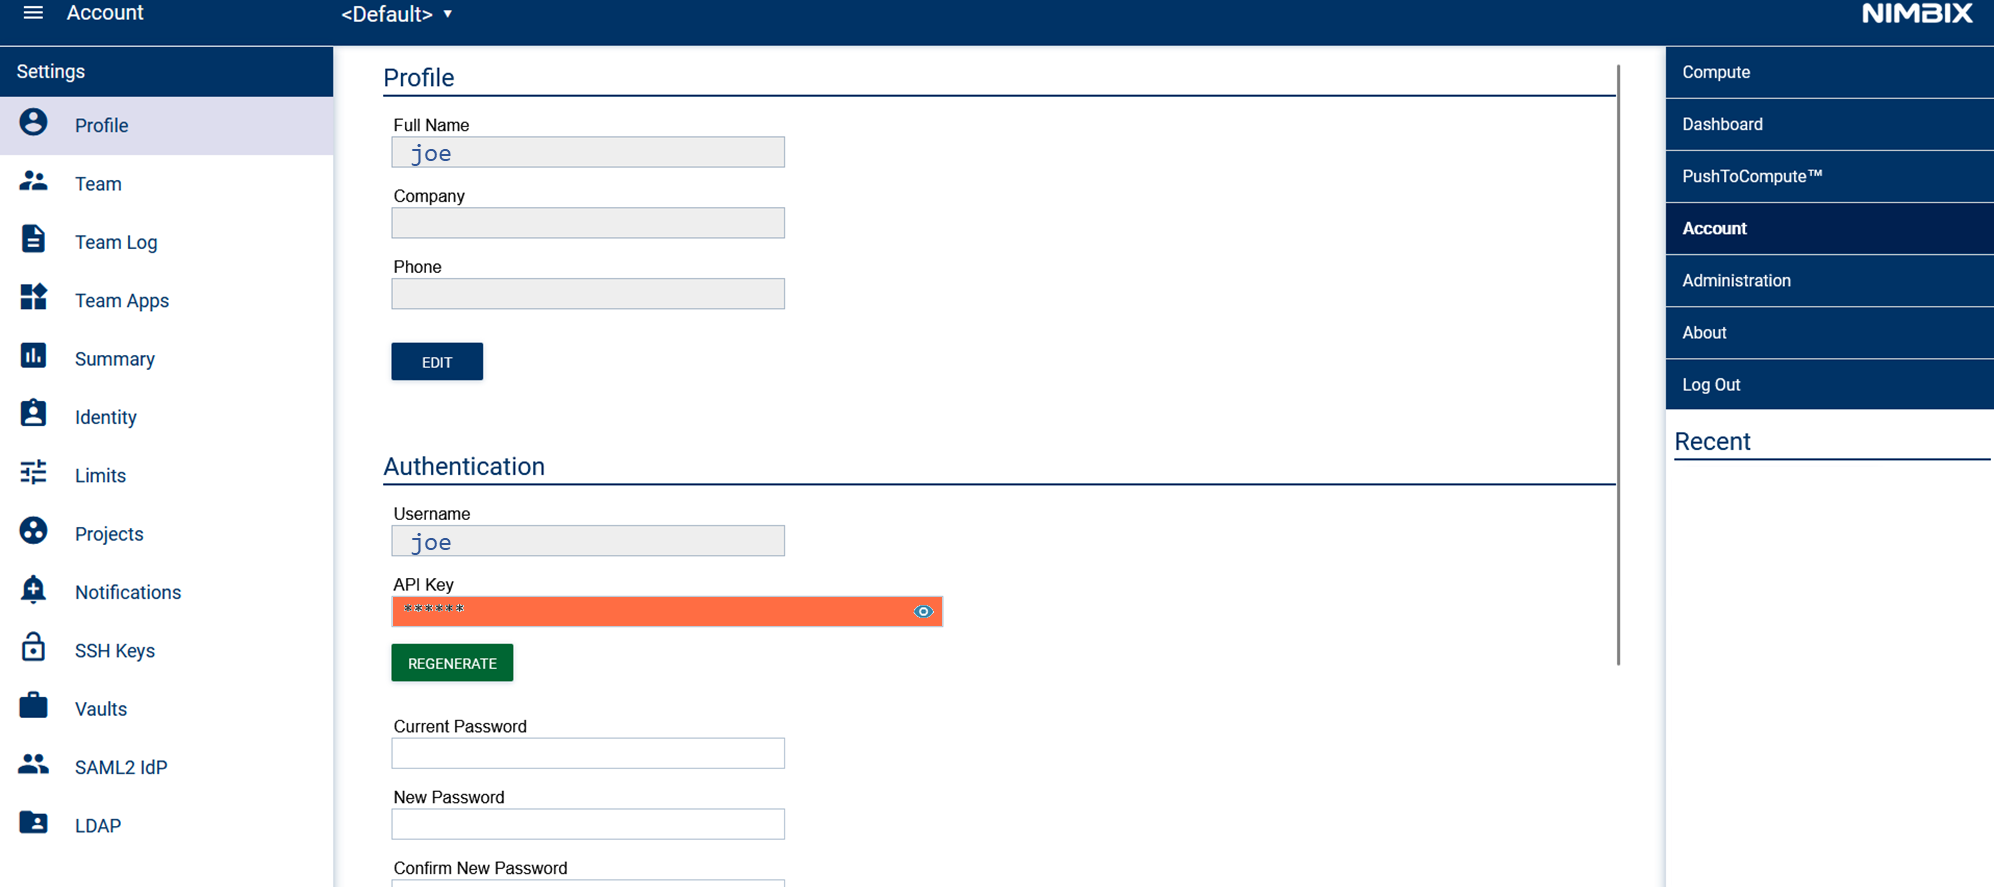 Account
<Default> ▼
NIMBIX
Settings
Profile
Team
Team Log
Team Apps
Summary
Identity
Limits
Projects
Notifications
SSH Keys
Vaults
SAML2 IdP
LDAP
Profile
Full Name
joe
Company
Phone
EDIT
Authentication
Username
joe
API Key
******
REGENERATE
Current Password
New Password
Confirm New Password
Compute
Dashboard
PushToCompute™
Account
Administration
About
Log Out
Recent